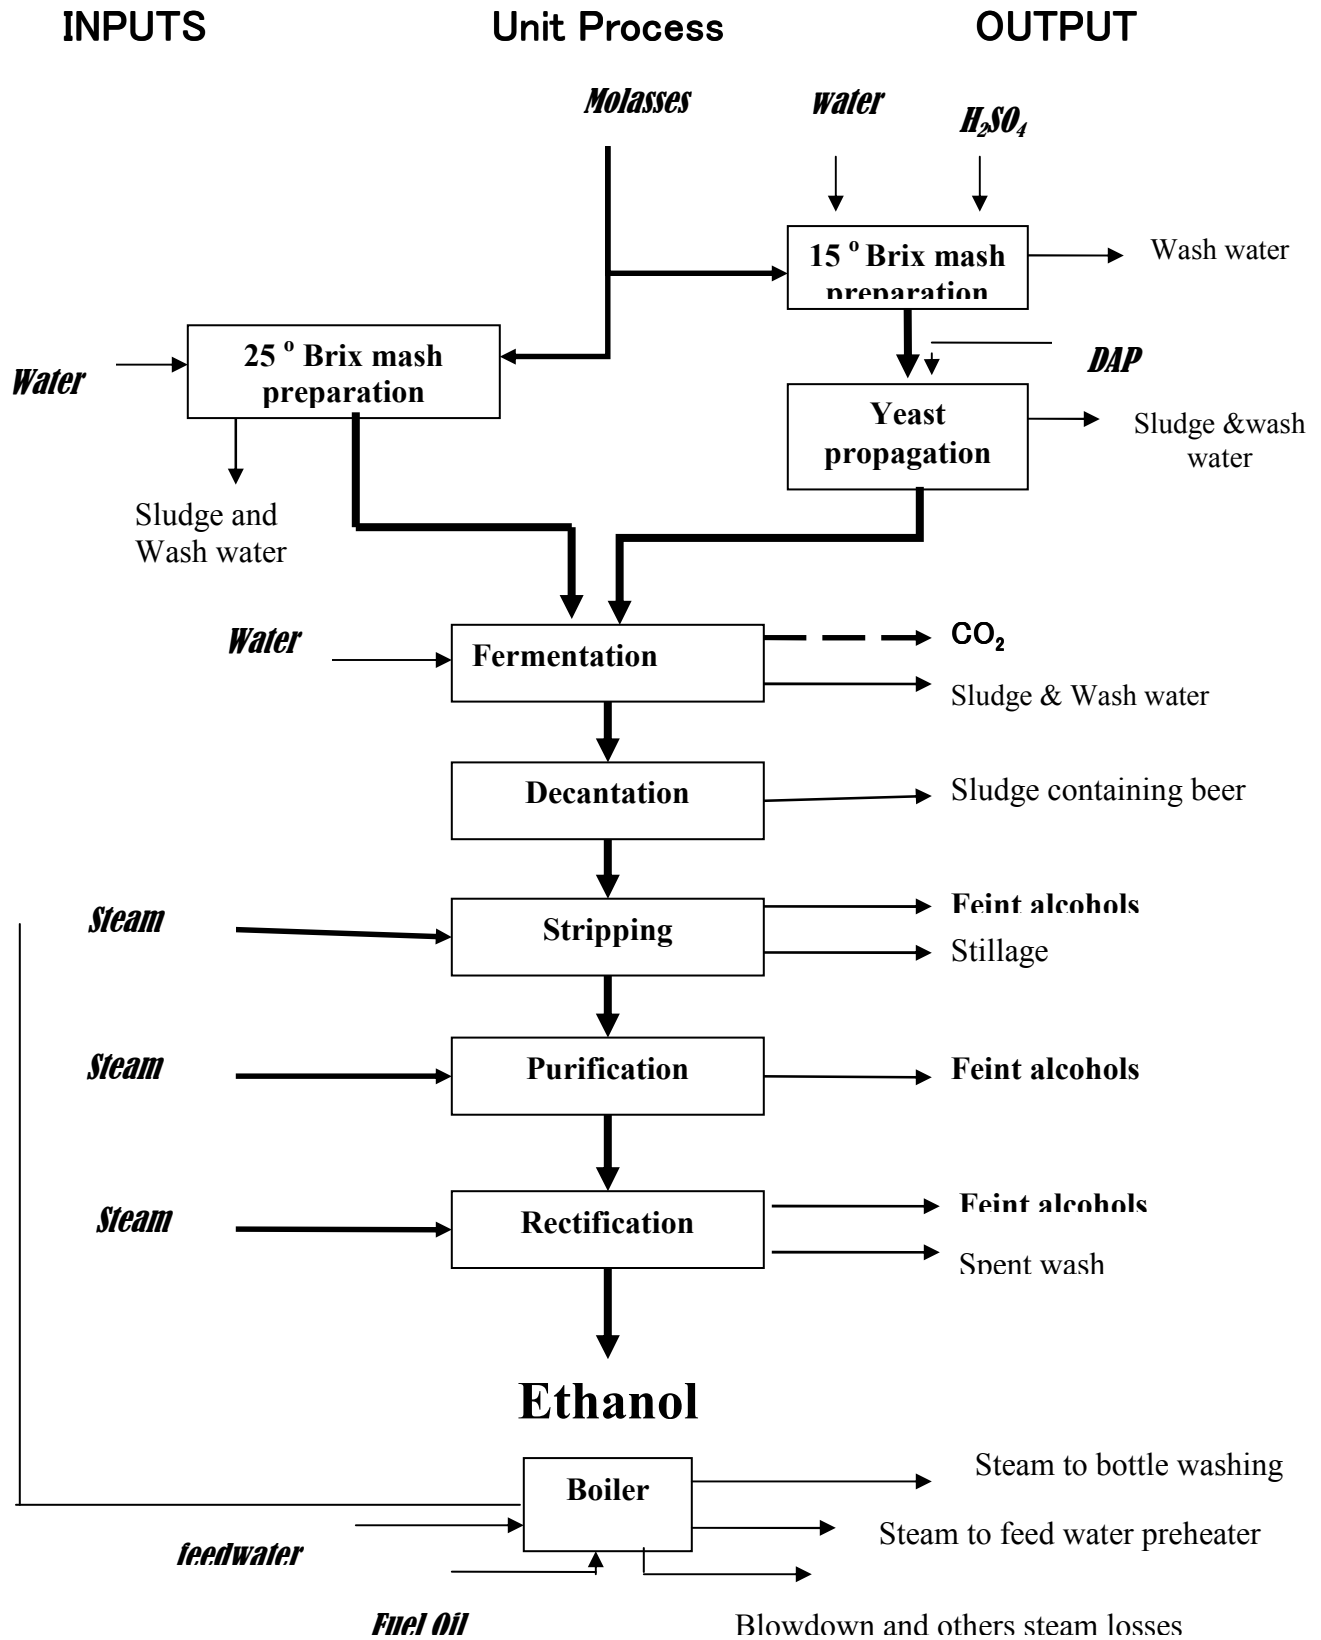 INPUTS Unit Process OUTPUT
Molasses water H₂SO₄
15 º Brix mash
preparation
Wash water
25 º Brix mash
preparation
Water
DAP
Yeast
propagation
Sludge &wash
water
Sludge and
Wash water
Water
Fermentation
CO₂
Sludge & Wash water
Decantation
Sludge containing beer
Steam
Stripping
Feint alcohols
Stillage
Steam
Purification
Feint alcohols
Steam
Rectification
Feint alcohols
Spent wash
Ethanol
Boiler
Steam to bottle washing
Steam to feed water preheater
feedwater
Fuel Oil
Blowdown and others steam losses